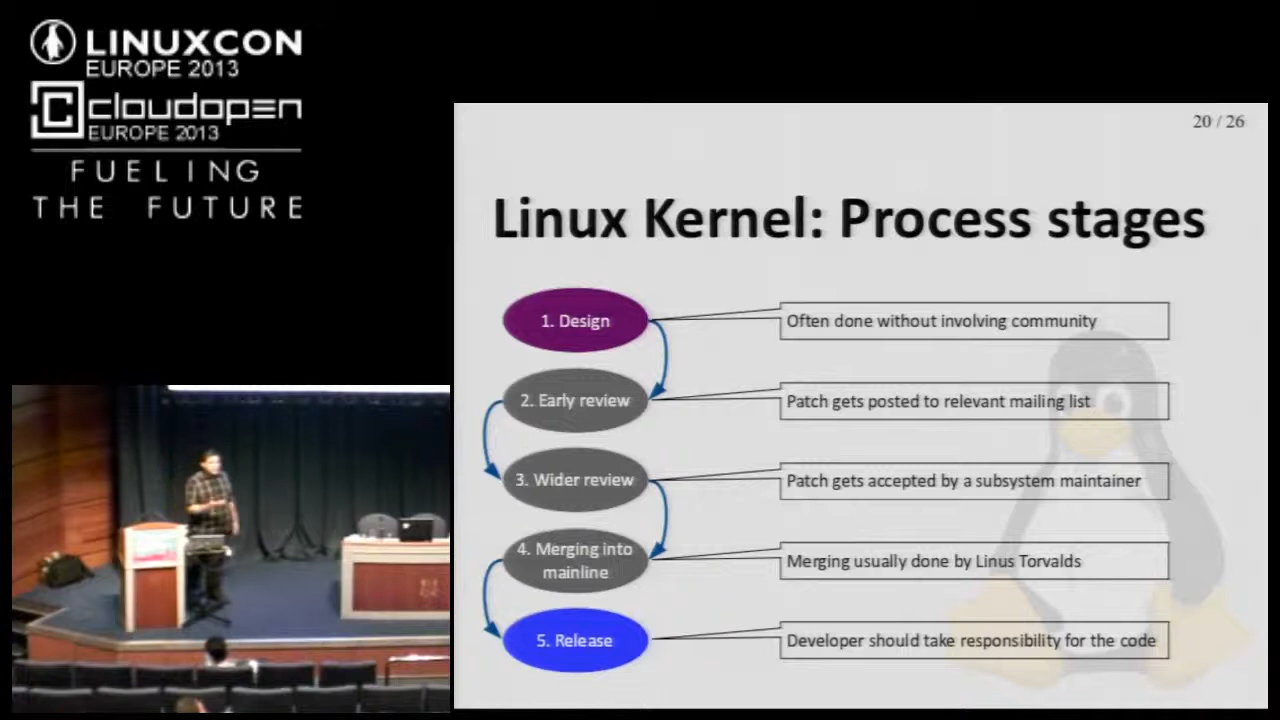 LINUXCON
EUROPE 2013
cloudopen
EUROPE 2013
FUELING
THE FUTURE
20 / 26
Linux Kernel: Process stages
1. Design
Often done without involving community
2. Early review
Patch gets posted to relevant mailing list
3. Wider review
Patch gets accepted by a subsystem maintainer
4. Merging into
mainline
Merging usually done by Linus Torvalds
5. Release
Developer should take responsibility for the code